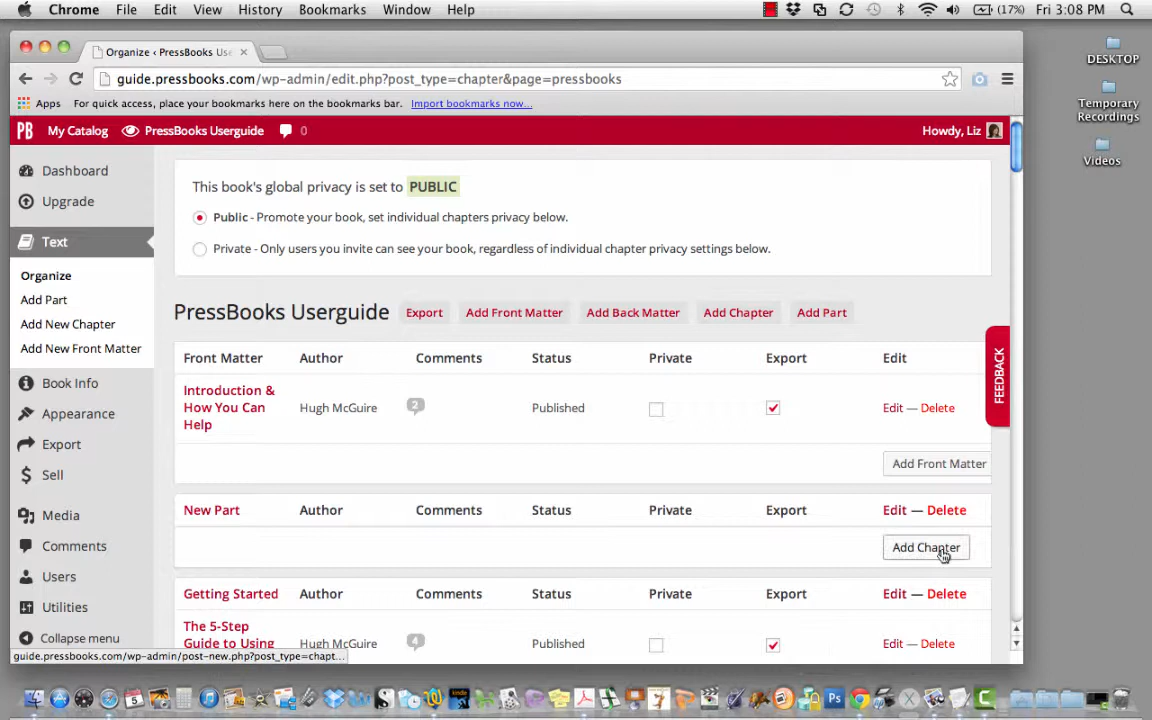 Chrome File Edit View History Bookmarks Window Help (17%) Fri 3:08 PM
Organize ‹ PressBooks Us
guide.pressbooks.com/wp-admin/edit.php?post_type=chapter&page=pressbooks
Apps For quick access, place your bookmarks here on the bookmarks bar. Import bookmarks now...
PB My Catalog PressBooks Userguide 0 Howdy, Liz
DESKTOP
Temporary
Recordings
Videos
Dashboard
Upgrade
Text
Organize
Add Part
Add New Chapter
Add New Front Matter
Book Info
Appearance
Export
Sell
Media
Comments
Users
Utilities
Collapse menu
This book's global privacy is set to PUBLIC
Public - Promote your book, set individual chapters privacy below.
Private - Only users you invite can see your book, regardless of individual chapter privacy settings below.
PressBooks Userguide Export Add Front Matter Add Back Matter Add Chapter Add Part
Front Matter Author Comments Status Private Export Edit
Introduction &
How You Can
Help
Hugh McGuire 2 Published Edit — Delete
Add Front Matter
New Part Author Comments Status Private Export Edit — Delete
Add Chapter
Getting Started Author Comments Status Private Export Edit — Delete
The 5-Step
Guide to Using
Hugh McGuire 4 Published Edit — Delete
FEEDBACK
guide.pressbooks.com/wp-admin/post-new.php?post_type=chapt...